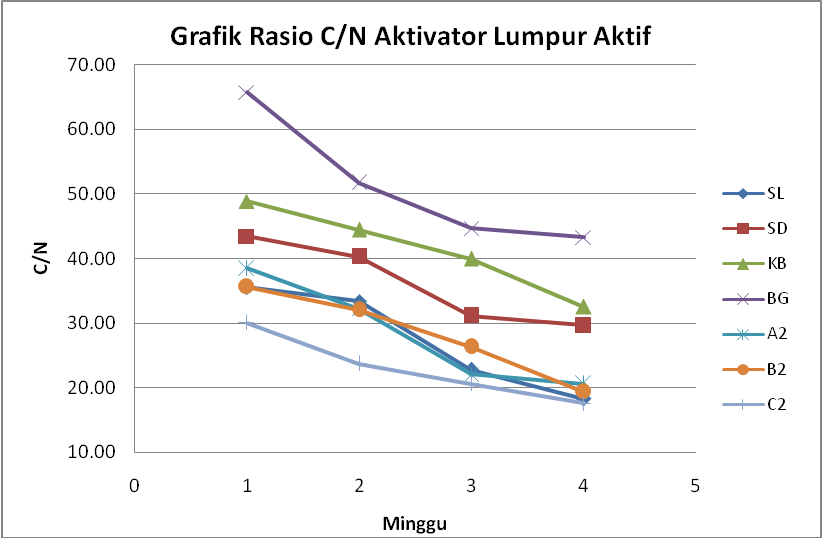 Grafik Rasio C/N Aktivator Lumpur Aktif
70.00
60.00
50.00
40.00
30.00
20.00
10.00
C/N
0 1 2 3 4 5
Minggu
SL
SD
KB
BG
A2
B2
C2